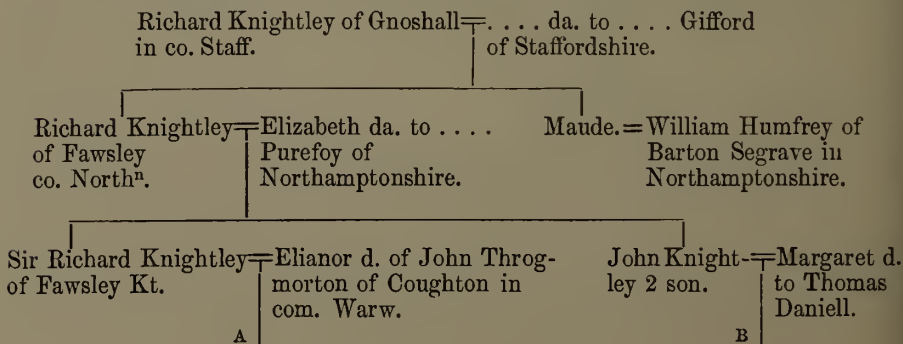 Richard Knightley of Gnoshall=. . . . da. to . . . . Gifford
in co. Staff. of Staffordshire.
Richard Knightley=Elizabeth da. to . . . . Maude.=William Humfrey of
of Fawsley Purefoy of Barton Segrave in
co. Northⁿ. Northamptonshire. Northamptonshire.
Sir Richard Knightley=Elianor d. of John Throg- John Knight-=Margaret d.
of Fawsley Kt. morton of Coughton in ley 2 son. to Thomas
com. Warw. Daniell.
A B